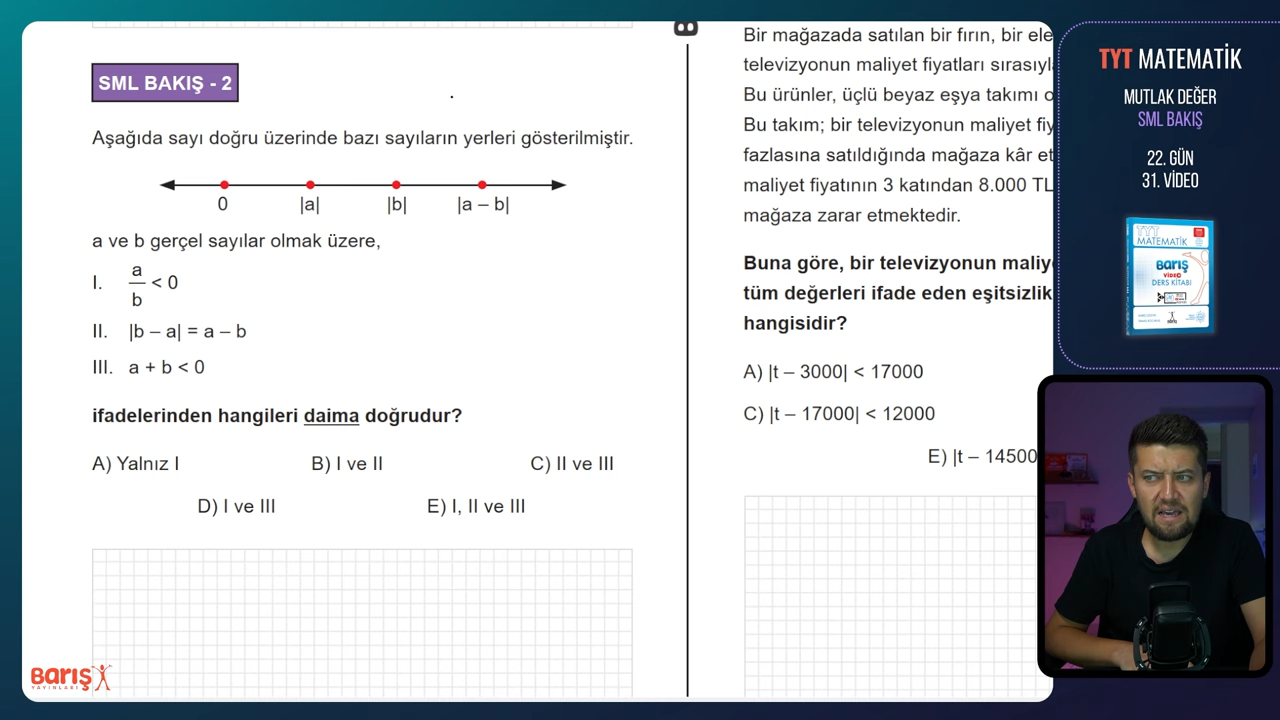 SML BAKIŞ - 2
Aşağıda sayı doğru üzerinde bazı sayıların yerleri gösterilmiştir.
0 |a| |b| |a – b|
a ve b gerçel sayılar olmak üzere,
I. a/b < 0
II. |b – a| = a – b
III. a + b < 0
ifadelerinden hangileri daima doğrudur?
A) Yalnız I B) I ve II C) II ve III
D) I ve III E) I, II ve III
BARIŞ
YAYINLARI
Bir mağazada satılan bir fırın, bir ele
televizyonun maliyet fiyatları sırasıyl
Bu ürünler, üçlü beyaz eşya takımı o
Bu takım; bir televizyonun maliyet fiy
fazlasına satıldığında mağaza kâr et
maliyet fiyatının 3 katından 8.000 TL
mağaza zarar etmektedir.
Buna göre, bir televizyonun maliy
tüm değerleri ifade eden eşitsizlik
hangisidir?
A) |t – 3000| < 17000
C) |t – 17000| < 12000
E) |t – 14500
TYT MATEMATİK
MUTLAK DEĞER
SML BAKIŞ
22. GÜN
31. VİDEO
TYT
MATEMATİK
BARIŞ
VİDEO
DERS KİTABI